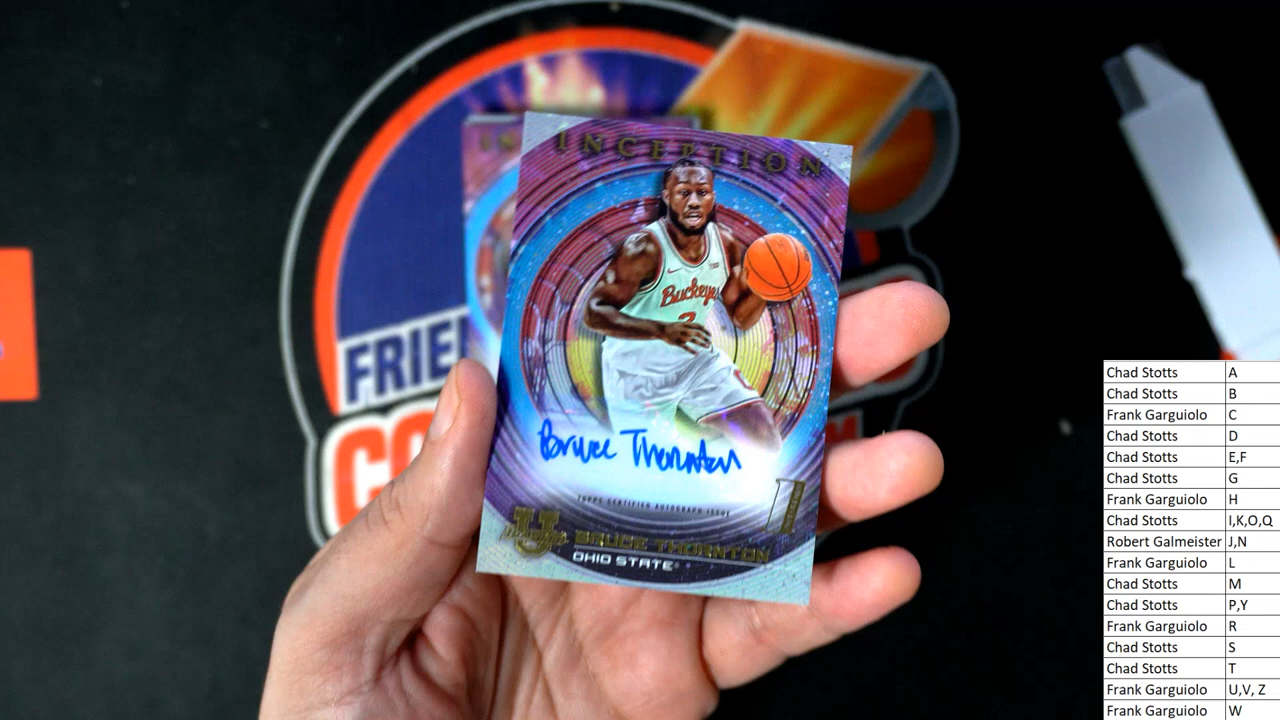 INCEPTION
Buckeyes
Bruce Thornton
TOPPS CERTIFIED AUTOGRAPH ISSUE
U
BRUCE THORNTON
OHIO STATE
FRIE
CO
Chad Stotts A
Chad Stotts B
Frank Garguiolo C
Chad Stotts D
Chad Stotts E,F
Chad Stotts G
Frank Garguiolo H
Chad Stotts I,K,O,Q
Robert Galmeister J,N
Frank Garguiolo L
Chad Stotts M
Chad Stotts P,Y
Frank Garguiolo R
Chad Stotts S
Chad Stotts T
Frank Garguiolo U,V, Z
Frank Garguiolo W